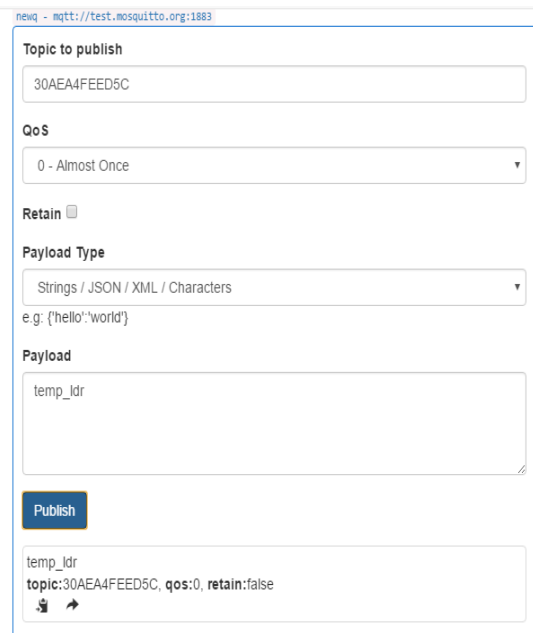 newq - mqtt://test.mosquitto.org:1883
Topic to publish
30AEA4FEED5C
QoS
0 - Almost Once
Retain
Payload Type
Strings / JSON / XML / Characters
e.g: {'hello':'world'}
Payload
temp_ldr
Publish
temp_ldr
topic:30AEA4FEED5C, qos:0, retain:false